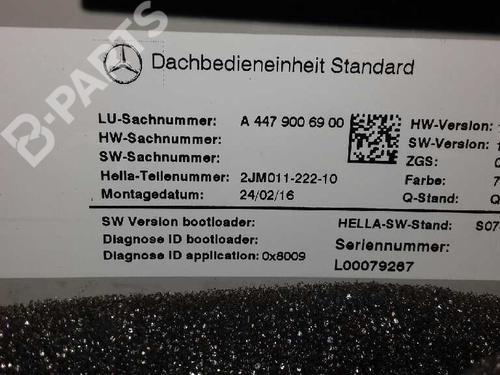 Dachbedieneinheit Standard
LU-Sachnummer: A 447 900 69 00 HW-Version:
HW-Sachnummer: SW-Version:
SW-Sachnummer: ZGS:
Hella-Teilenummer: 2JM011-222-10 Farbe: 7
Montagedatum: 24/02/16 Q-Stand: Q
SW Version bootloader: HELLA-SW-Stand: S07
Diagnose ID bootloader: Seriennummer:
Diagnose ID application: 0x8009 L00079267
B-PARTS